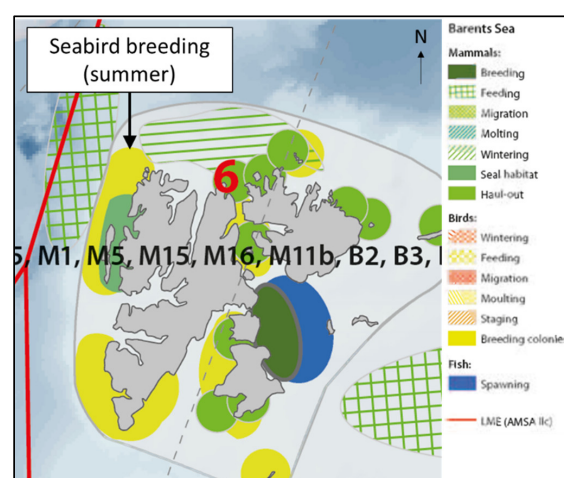 Seabird breeding
(summer)
N
6
5, M1, M5, M15, M16, M11b, B2, B3,
Barents Sea
Mammals:
Breeding
Feeding
Migration
Molting
Wintering
Seal habitat
Haul-out
Birds:
Wintering
Feeding
Migration
Moulting
Staging
Breeding colonie
Fish:
Spawning
LME (AMSA IIc)